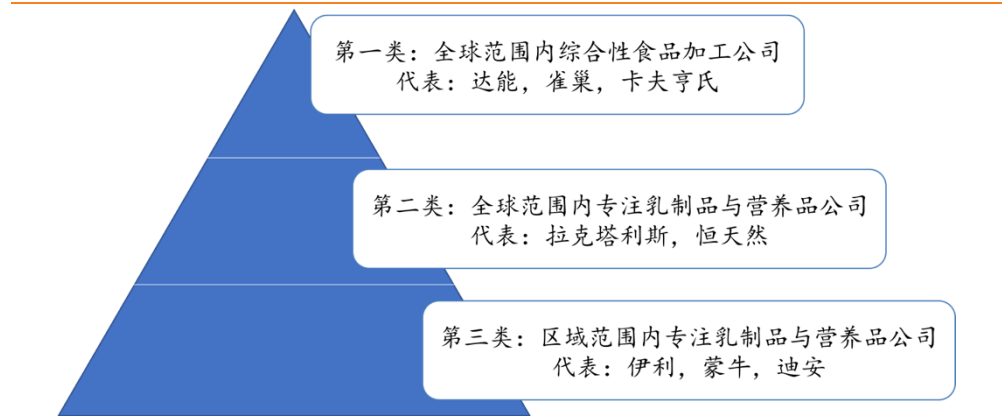 第一类：全球范围内综合性食品加工公司
代表：达能，雀巢，卡夫亨氏
第二类：全球范围内专注乳制品与营养品公司
代表：拉克塔利斯，恒天然
第三类：区域范围内专注乳制品与营养品公司
代表：伊利，蒙牛，迪安